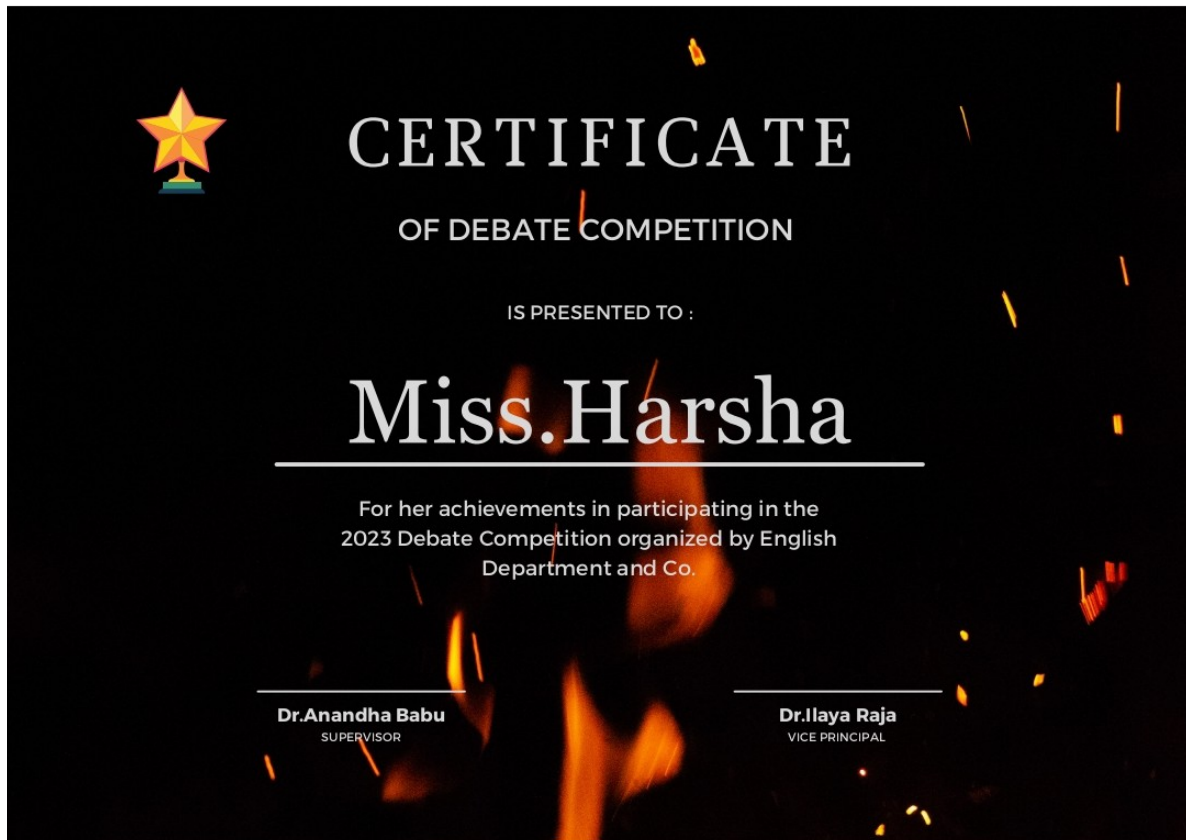 CERTIFICATE
OF DEBATE COMPETITION
IS PRESENTED TO :
Miss.Harsha
For her achievements in participating in the
2023 Debate Competition organized by English
Department and Co.
Dr.Anandha Babu
SUPERVISOR
Dr.Ilaya Raja
VICE PRINCIPAL